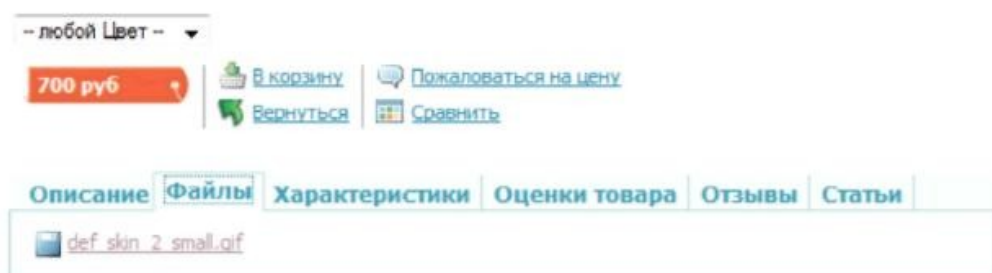 -- любой Цвет --
700 руб В корзину Пожаловаться на цену
Вернуться Сравнить
Описание Файлы Характеристики Оценки товара Отзывы Статьи
def_skin_2_small.gif